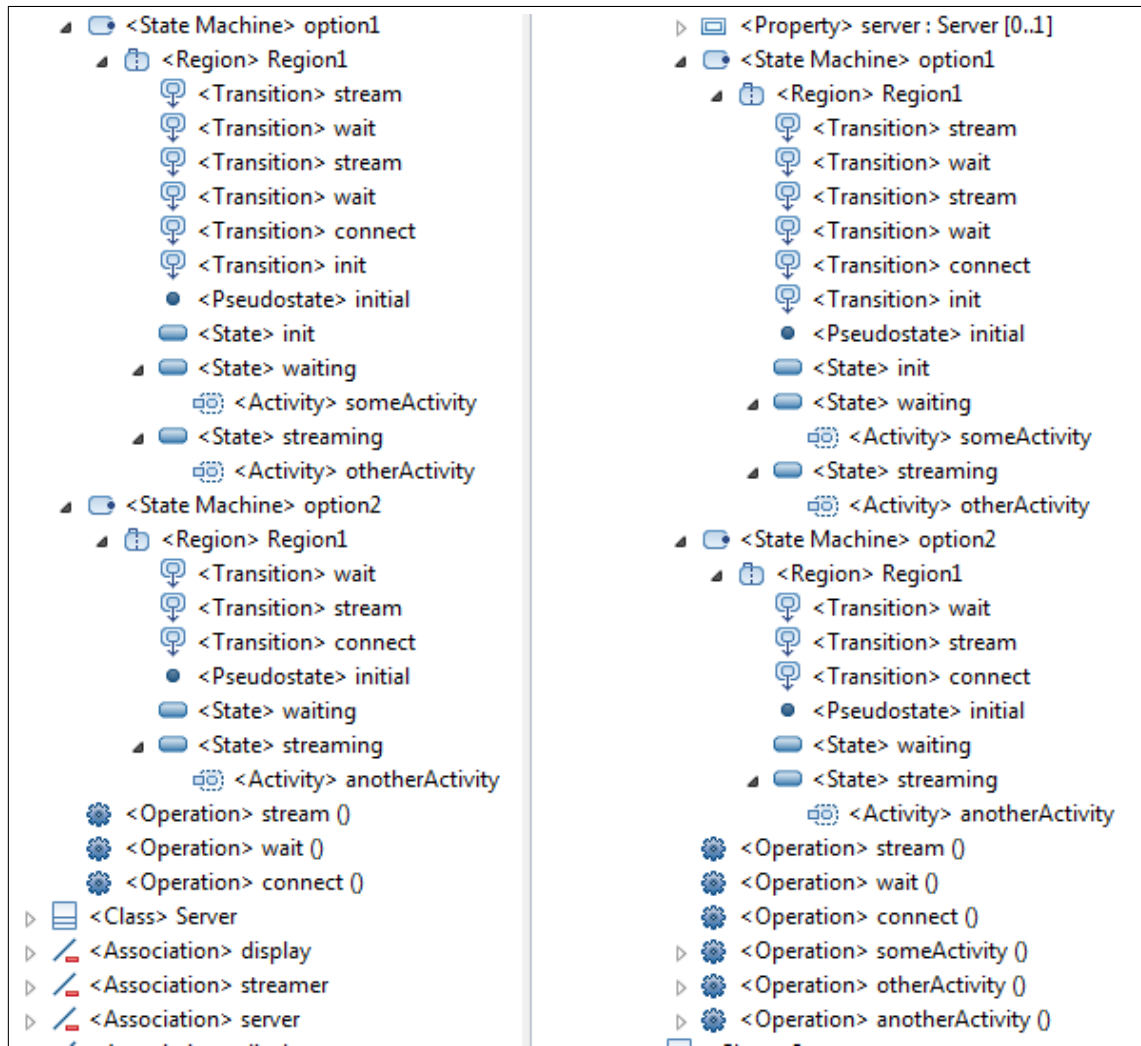 <State Machine> option1
<Region> Region1
<Transition> stream
<Transition> wait
<Transition> stream
<Transition> wait
<Transition> connect
<Transition> init
<Pseudostate> initial
<State> init
<State> waiting
<Activity> someActivity
<State> streaming
<Activity> otherActivity
<State Machine> option2
<Region> Region1
<Transition> wait
<Transition> stream
<Transition> connect
<Pseudostate> initial
<State> waiting
<State> streaming
<Activity> anotherActivity
<Operation> stream ()
<Operation> wait ()
<Operation> connect ()
<Class> Server
<Association> display
<Association> streamer
<Association> server
<Property> server : Server [0..1]
<State Machine> option1
<Region> Region1
<Transition> stream
<Transition> wait
<Transition> stream
<Transition> wait
<Transition> connect
<Transition> init
<Pseudostate> initial
<State> init
<State> waiting
<Activity> someActivity
<State> streaming
<Activity> otherActivity
<State Machine> option2
<Region> Region1
<Transition> wait
<Transition> stream
<Transition> connect
<Pseudostate> initial
<State> waiting
<State> streaming
<Activity> anotherActivity
<Operation> stream ()
<Operation> wait ()
<Operation> connect ()
<Operation> someActivity ()
<Operation> otherActivity ()
<Operation> anotherActivity ()